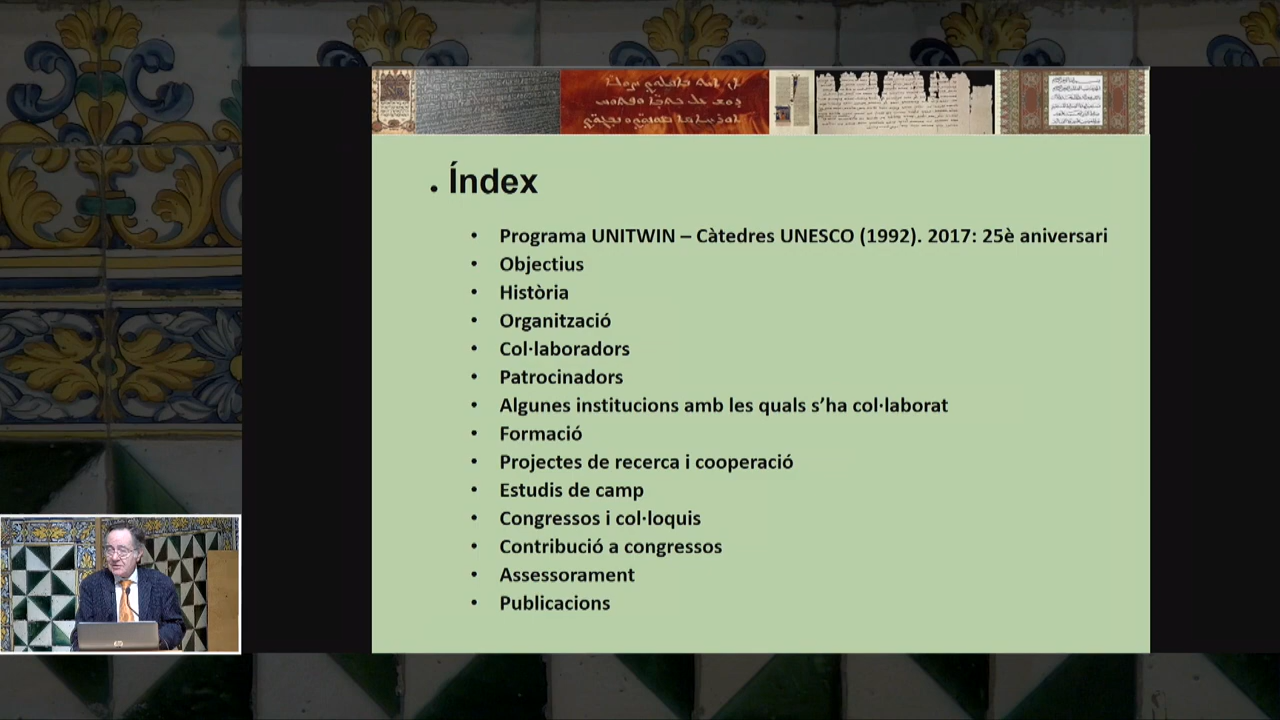 Índex
Programa UNITWIN – Càtedres UNESCO (1992). 2017: 25è aniversari
Objectius
Història
Organització
Col·laboradors
Patrocinadors
Algunes institucions amb les quals s’ha col·laborat
Formació
Projectes de recerca i cooperació
Estudis de camp
Congressos i col·loquis
Contribució a congressos
Assessorament
Publicacions